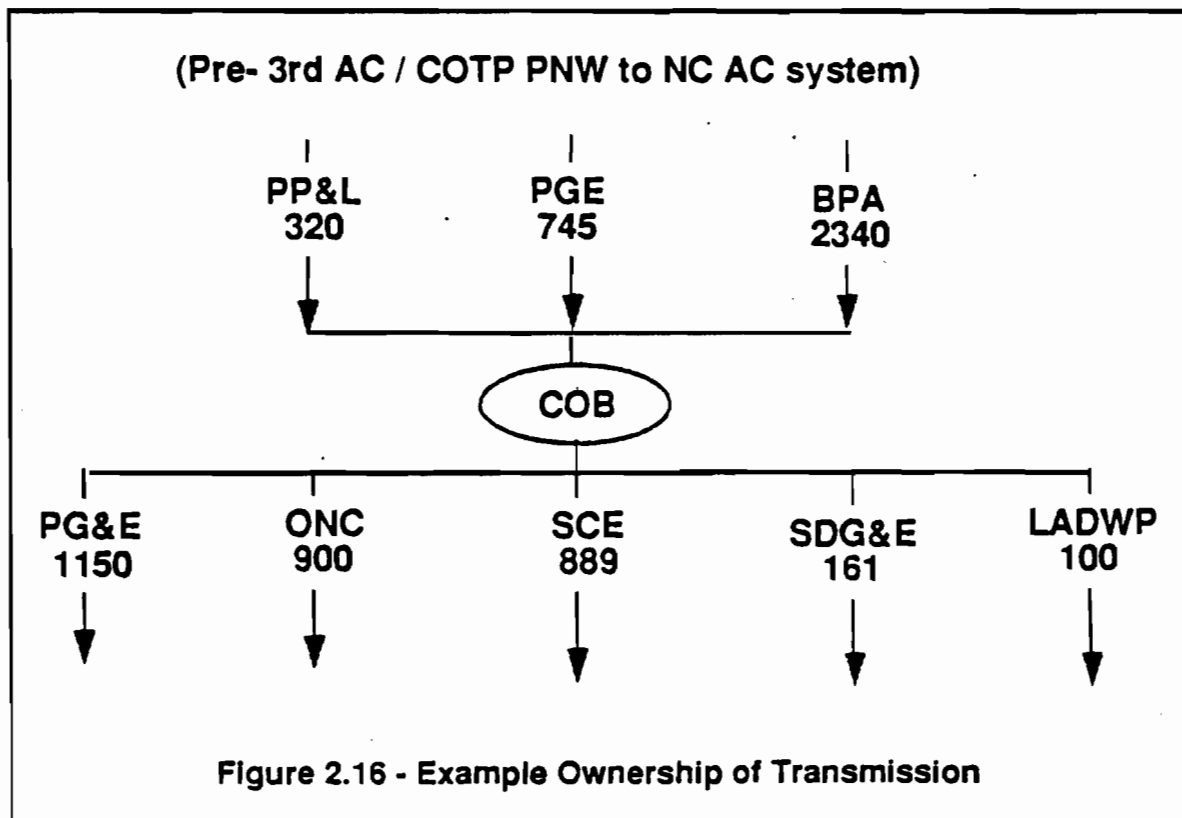 (Pre- 3rd AC / COTP PNW to NC AC system)
PP&L
320
PGE
745
BPA
2340
COB
PG&E
1150
ONC
900
SCE
889
SDG&E
161
LADWP
100
Figure 2.16 - Example Ownership of Transmission